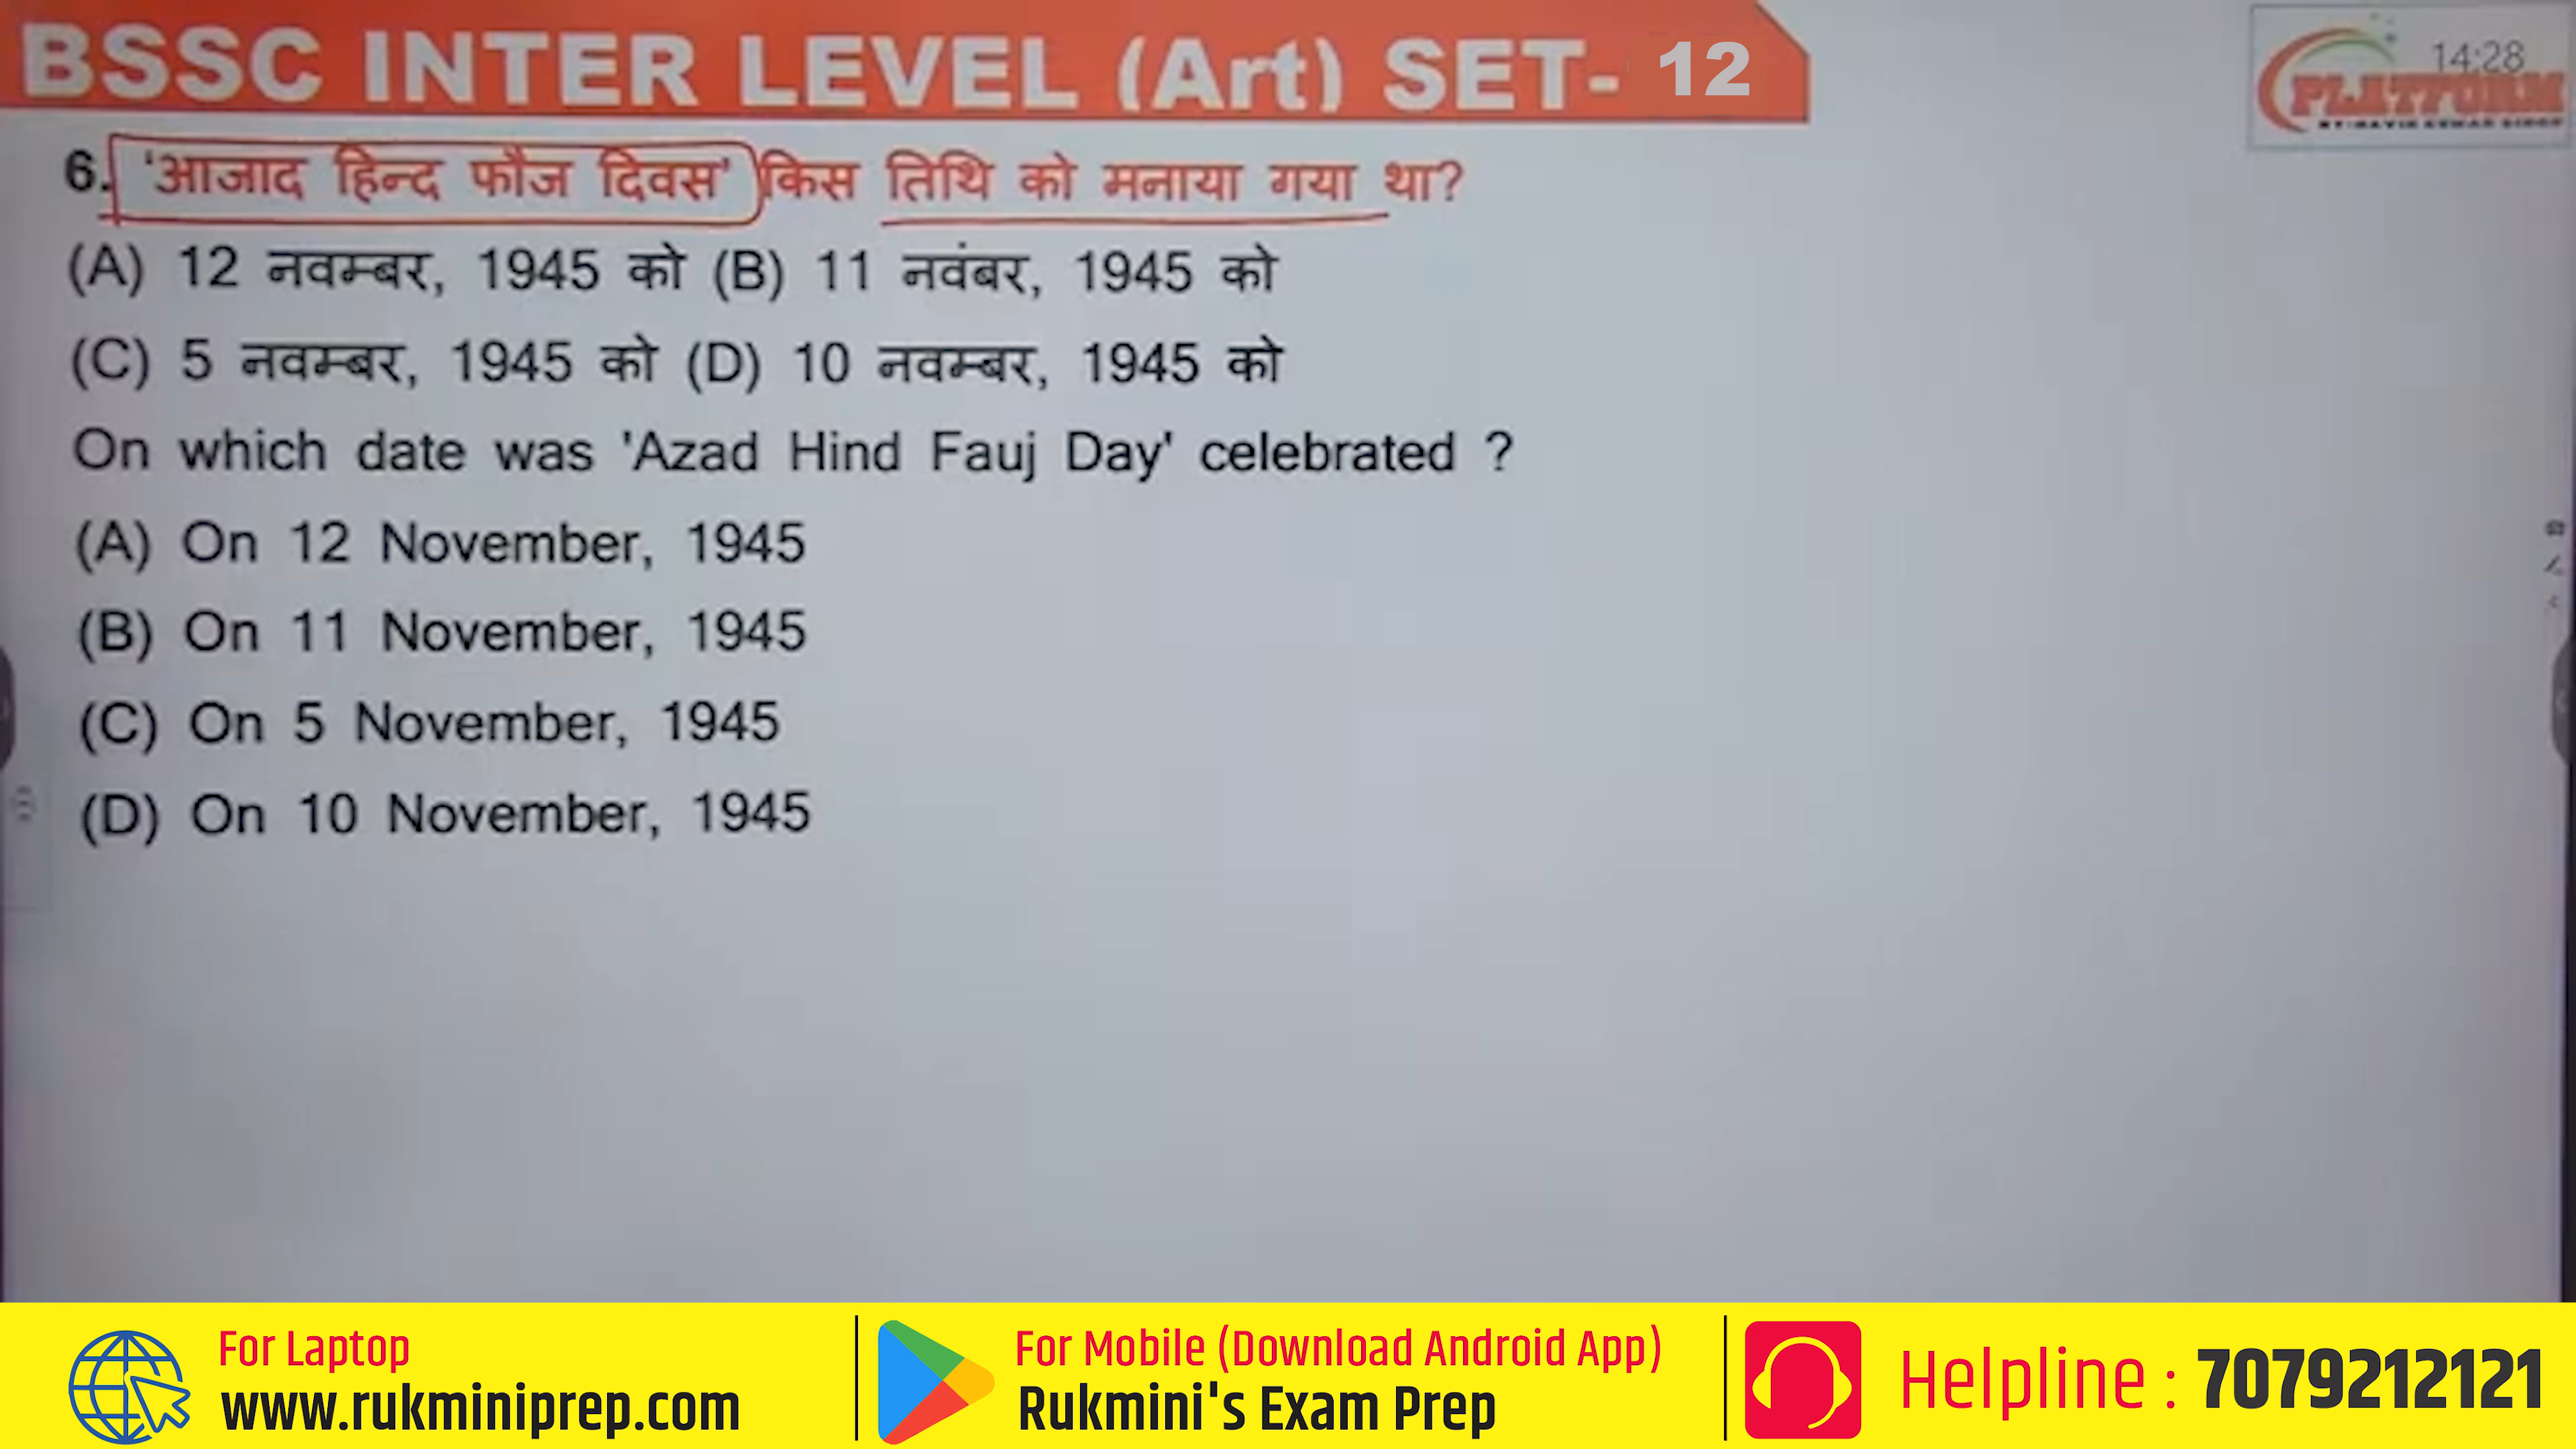 BSSC INTER LEVEL (Art) SET- 12
14:28
PLATFORM
6. 'आजाद हिन्द फौज दिवस' किस तिथि को मनाया गया था?
(A) 12 नवम्बर, 1945 को (B) 11 नवंबर, 1945 को
(C) 5 नवम्बर, 1945 को (D) 10 नवम्बर, 1945 को
On which date was 'Azad Hind Fauj Day' celebrated ?
(A) On 12 November, 1945
(B) On 11 November, 1945
(C) On 5 November, 1945
(D) On 10 November, 1945
For Laptop
www.rukminiprep.com
For Mobile (Download Android App)
Rukmini's Exam Prep
Helpline : 7079212121